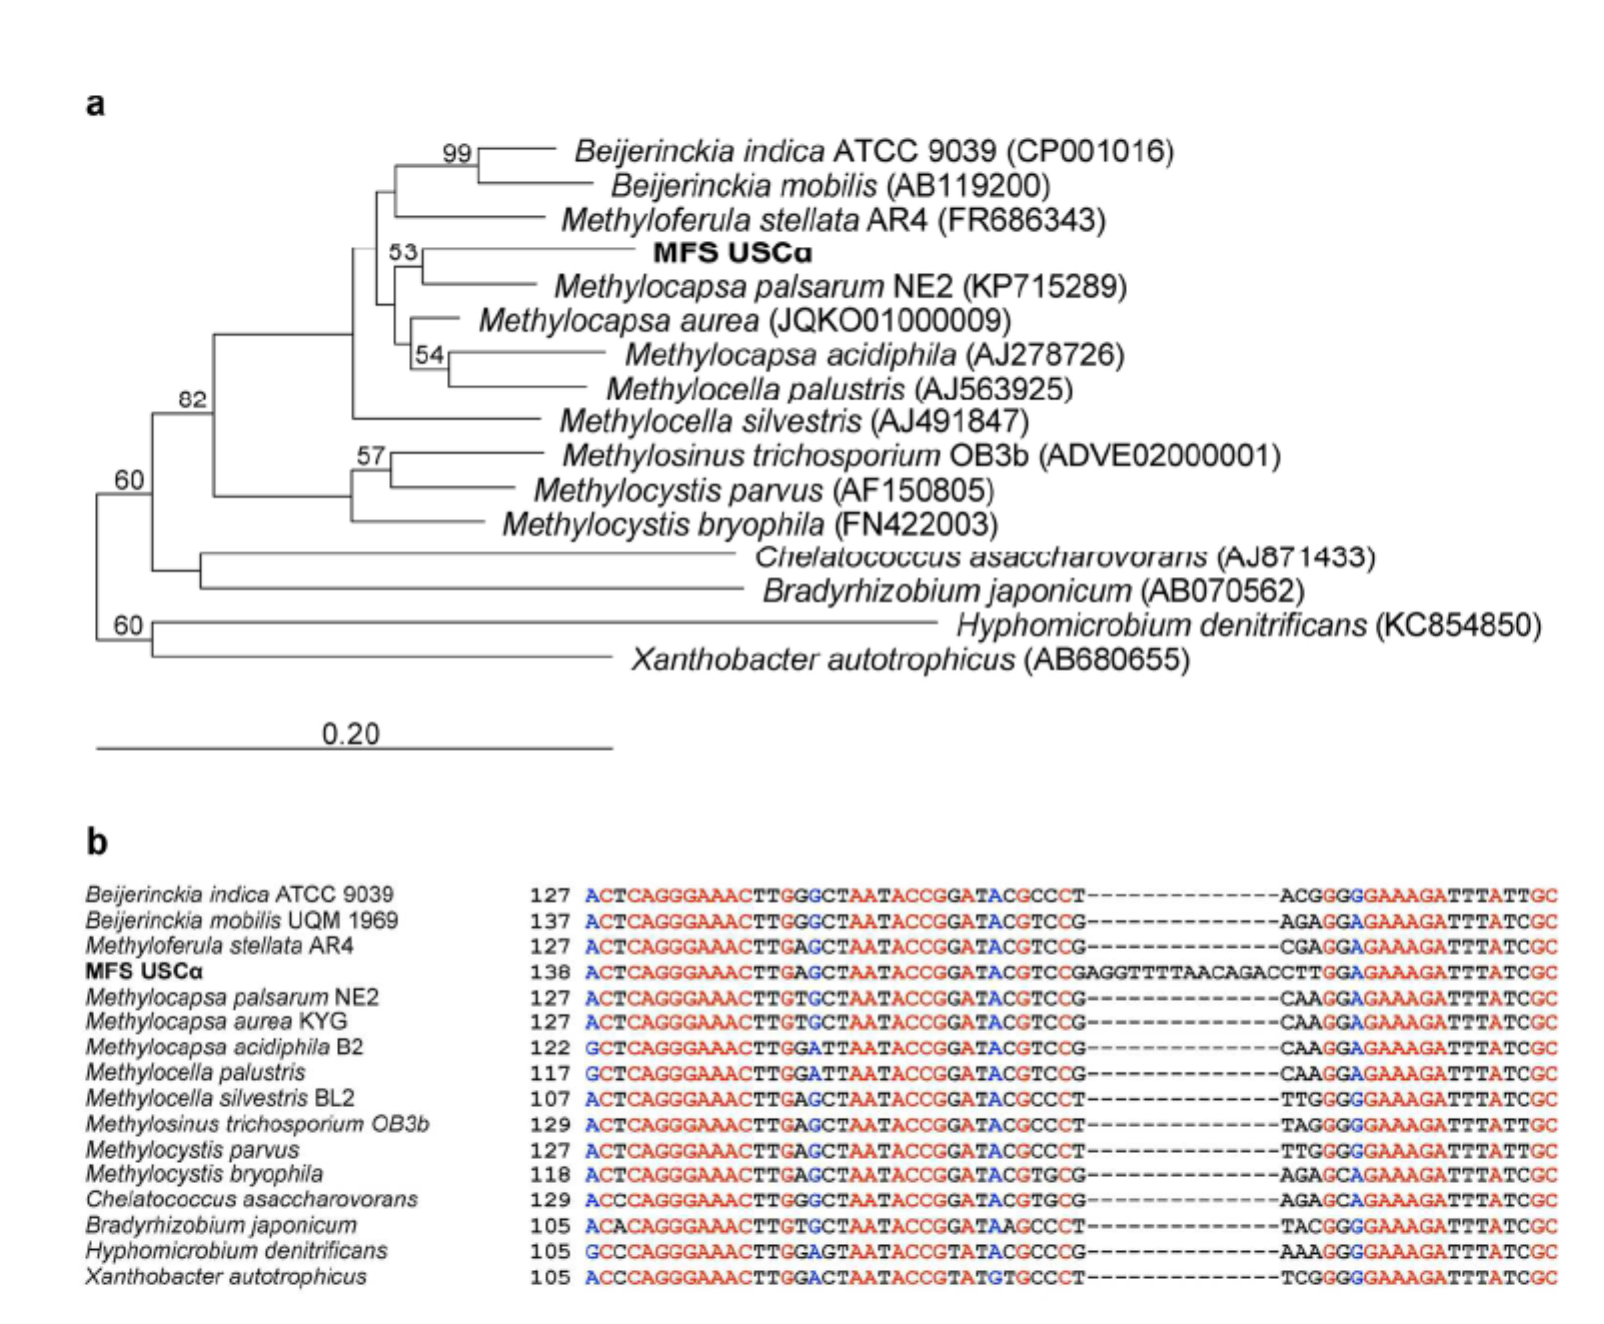 a
99
Beijerinckia indica ATCC 9039 (CP001016)
Beijerinckia mobilis (AB119200)
Methyloferula stellata AR4 (FR686343)
53
MFS USCα
Methylocapsa palsarum NE2 (KP715289)
Methylocapsa aurea (JQKO01000009)
54
Methylocapsa acidiphila (AJ278726)
Methylocella palustris (AJ563925)
82
Methylocella silvestris (AJ491847)
57
Methylosinus trichosporium OB3b (ADVE02000001)
60
Methylocystis parvus (AF150805)
Methylocystis bryophila (FN422003)
Chelatococcus asaccharovorans (AJ871433)
Bradyrhizobium japonicum (AB070562)
60
Hyphomicrobium denitrificans (KC854850)
Xanthobacter autotrophicus (AB680655)
0.20
b
Beijerinckia indica ATCC 9039 127 ACTCAGGGAAACTTGGGCTAATACCGGATACGCCCT--------------ACGGGGGAAAGATTTATTGC
Beijerinckia mobilis UQM 1969 137 ACTCAGGGAAACTTGGGCTAATACCGGATACGTCCG--------------AGAGGAGAAAGATTTATCGC
Methyloferula stellata AR4 127 ACTCAGGGAAACTTGAGCTAATACCGGATACGTCCG--------------CGAGGAGAAAGATTTATCGC
MFS USCα 138 ACTCAGGGAAACTTGAGCTAATACCGGATACGTCCGAGGTTTTAACAGACCTTGGAGAAAGATTTATCGC
Methylocapsa palsarum NE2 127 ACTCAGGGAAACTTGTGCTAATACCGGATACGTCCG--------------CAAGGAGAAAGATTTATCGC
Methylocapsa aurea KYG 127 ACTCAGGGAAACTTGTGCTAATACCGGATACGTCCG--------------CAAGGAGAAAGATTTATCGC
Methylocapsa acidiphila B2 122 GCTCAGGGAAACTTGGATTAATACCGGATACGTCCG--------------CAAGGAGAAAGATTTATCGC
Methylocella palustris 117 GCTCAGGGAAACTTGGATTAATACCGGATACGTCCG--------------CAAGGAGAAAGATTTATCGC
Methylocella silvestris BL2 107 ACTCAGGGAAACTTGAGCTAATACCGGATACGCCCT--------------TTGGGGGAAAGATTTATCGC
Methylosinus trichosporium OB3b 129 ACTCAGGGAAACTTGAGCTAATACCGGATACGCCCT--------------TAGGGGGAAAGATTTATTGC
Methylocystis parvus 127 ACTCAGGGAAACTTGAGCTAATACCGGATACGCCCT--------------TTGGGGGAAAGATTTATTGC
Methylocystis bryophila 118 ACTCAGGGAAACTTGAGCTAATACCGGATACGTGCG--------------AGAGCAGAAAGATTTATCGC
Chelatococcus asaccharovorans 129 ACCCAGGGAAACTTGGGCTAATACCGGATACGTGCG--------------AGAGCAGAAAGATTTATCGC
Bradyrhizobium japonicum 105 ACACAGGGAAACTTGTGCTAATACCGGATAAGCCCT--------------TACGGGGAAAGATTTATCGC
Hyphomicrobium denitrificans 105 GCCCAGGGAAACTTGGAGTAATACCGTATACGCCCG--------------AAAGGGGAAAGATTTATCGC
Xanthobacter autotrophicus 105 ACCCAGGGAAACTTGGACTAATACCGTATGTGCCCT--------------TCGGGGGAAAGATTTATCGC